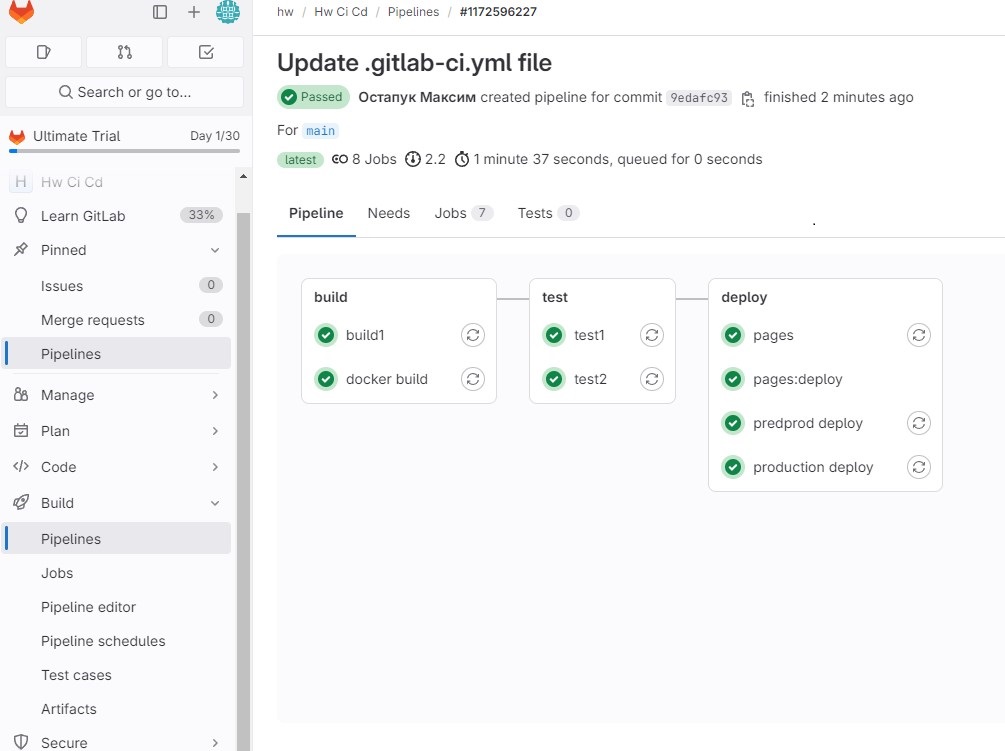 hw / Hw Ci Cd / Pipelines / #1172596227
Search or go to...
Ultimate Trial Day 1/30
H Hw Ci Cd
Learn GitLab 33%
Pinned
Issues 0
Merge requests 0
Pipelines
Manage
Plan
Code
Build
Pipelines
Jobs
Pipeline editor
Pipeline schedules
Test cases
Artifacts
Secure
Update .gitlab-ci.yml file
Passed Остапук Максим created pipeline for commit 9edafc93 finished 2 minutes ago
For main
latest 8 Jobs 2.2 1 minute 37 seconds, queued for 0 seconds
Pipeline Needs Jobs 7 Tests 0
build
build1
docker build
test
test1
test2
deploy
pages
pages:deploy
predprod deploy
production deploy